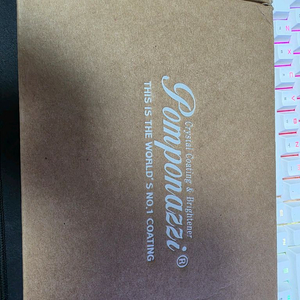 Crystal Coating & Brightener
Pomponazzi®
THIS IS THE WORLD'S NO.1 COATING